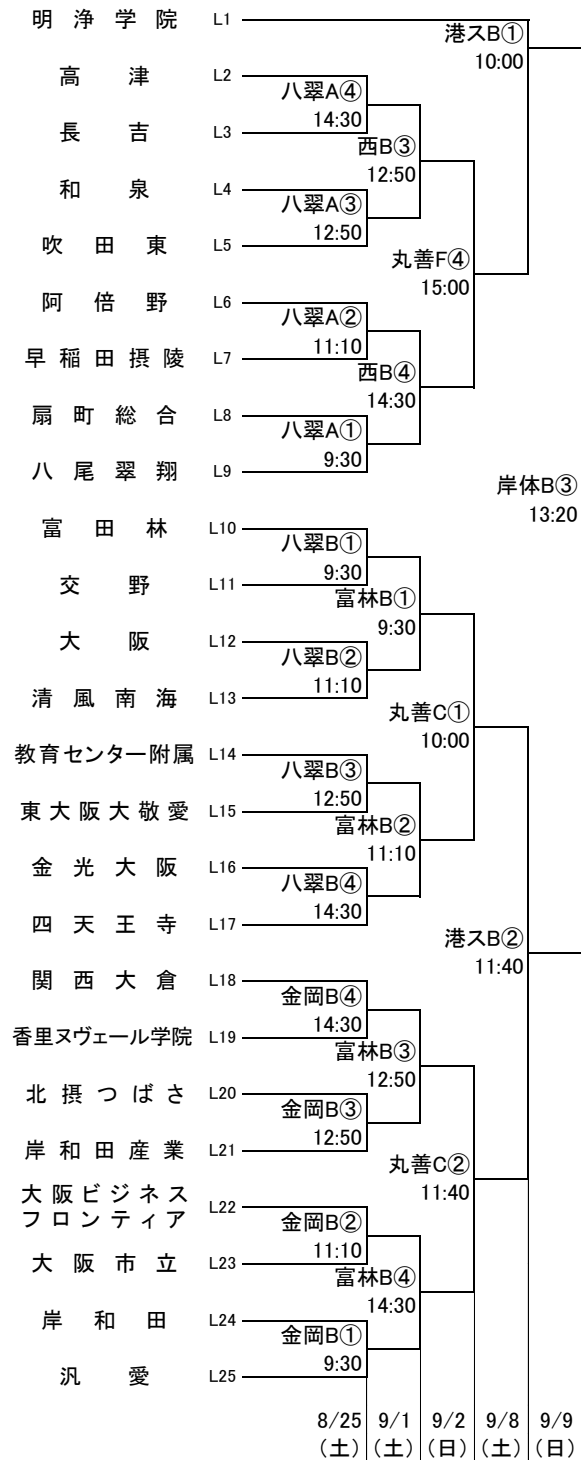 明浄学院 L1
港スB①
10:00
高津 L2
八翠A④
14:30
長吉 L3
西B③
12:50
和泉 L4
八翠A③
12:50
吹田東 L5
丸善F④
15:00
阿倍野 L6
八翠A②
11:10
早稲田摂陵 L7
西B④
14:30
扇町総合 L8
八翠A①
9:30
八尾翠翔 L9
岸体B③
13:20
富田林 L10
八翠B①
9:30
交野 L11
富林B①
9:30
大阪 L12
八翠B②
11:10
清風南海 L13
丸善C①
10:00
教育センター附属 L14
八翠B③
12:50
東大阪大敬愛 L15
富林B②
11:10
金光大阪 L16
八翠B④
14:30
四天王寺 L17
港スB②
11:40
関西大倉 L18
金岡B④
14:30
香里ヌヴェール学院 L19
富林B③
12:50
北摂つばさ L20
金岡B③
12:50
岸和田産業 L21
丸善C②
11:40
大阪ビジネス
フロンティア L22
金岡B②
11:10
大阪市立 L23
富林B④
14:30
岸和田 L24
金岡B①
9:30
汎愛 L25
8/25 9/1 9/2 9/8 9/9
(土) (土) (日) (土) (日)